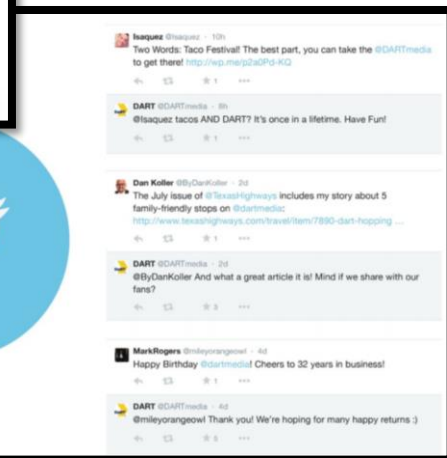 Isaquez @Isaquez · 10h
Two Words: Taco Festival! The best part, you can take the @DARTmedia
to get there! http://wp.me/p2a0Pd-KQ
1
DART @DARTmedia · 8h
@Isaquez tacos AND DART? It's once in a lifetime. Have Fun!
1
Dan Koller @ByDanKoller · 2d
The July issue of @TexasHighways includes my story about 5
family-friendly stops on @dartmedia:
http://www.texashighways.com/travel/item/7890-dart-hopping ...
1
DART @DARTmedia · 2d
@ByDanKoller And what a great article it is! Mind if we share with our
fans?
3
MarkRogers @mileyorangeowl · 4d
Happy Birthday @dartmedia! Cheers to 32 years in business!
1
DART @DARTmedia · 4d
@mileyorangeowl Thank you! We're hoping for many happy returns :)